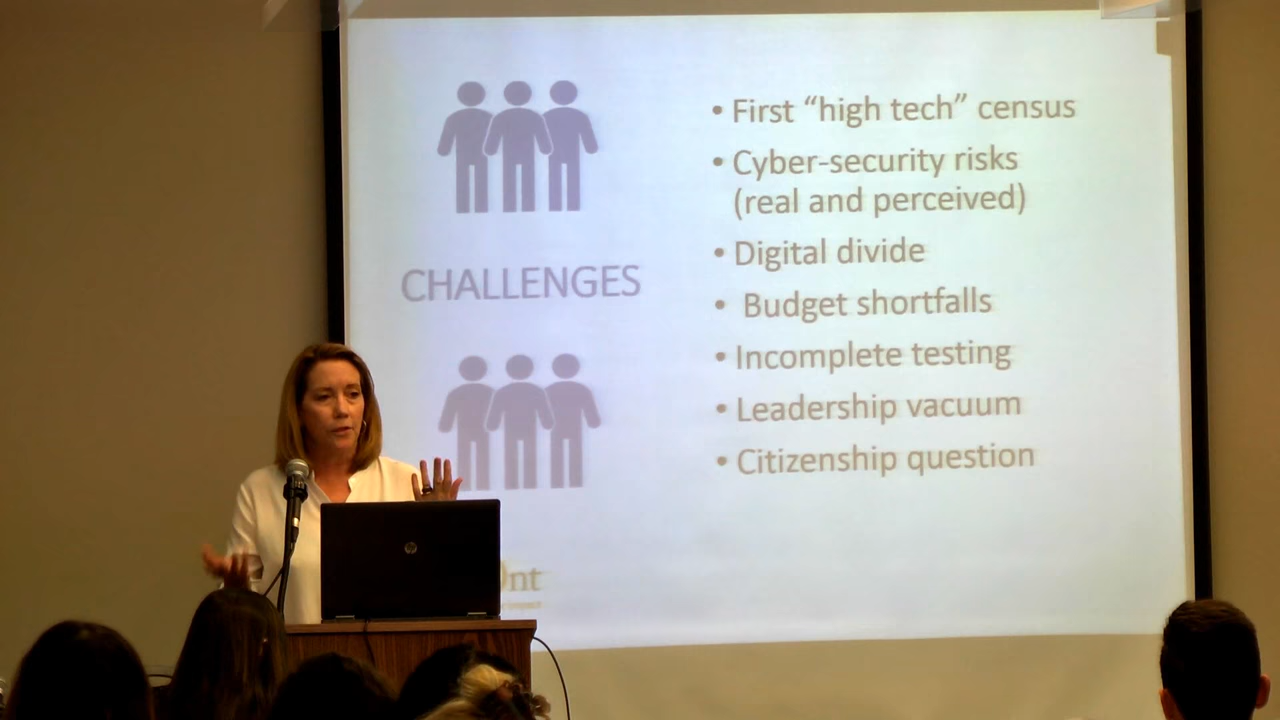 • First “high tech” census
• Cyber-security risks
(real and perceived)
• Digital divide
CHALLENGES
• Budget shortfalls
• Incomplete testing
• Leadership vacuum
• Citizenship question
hp